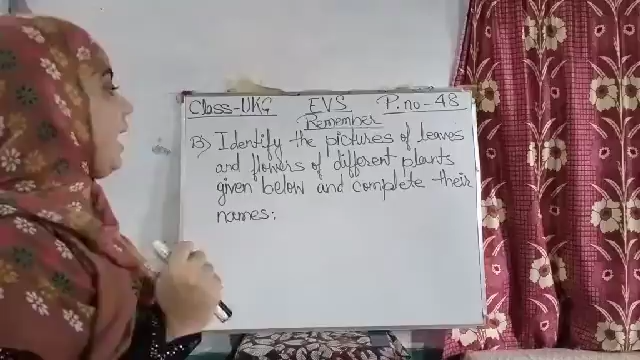 Class-UKG EVS P.no-48
Remember
B) Identify the pictures of leaves
and flowers of different plants
given below and complete their
names: